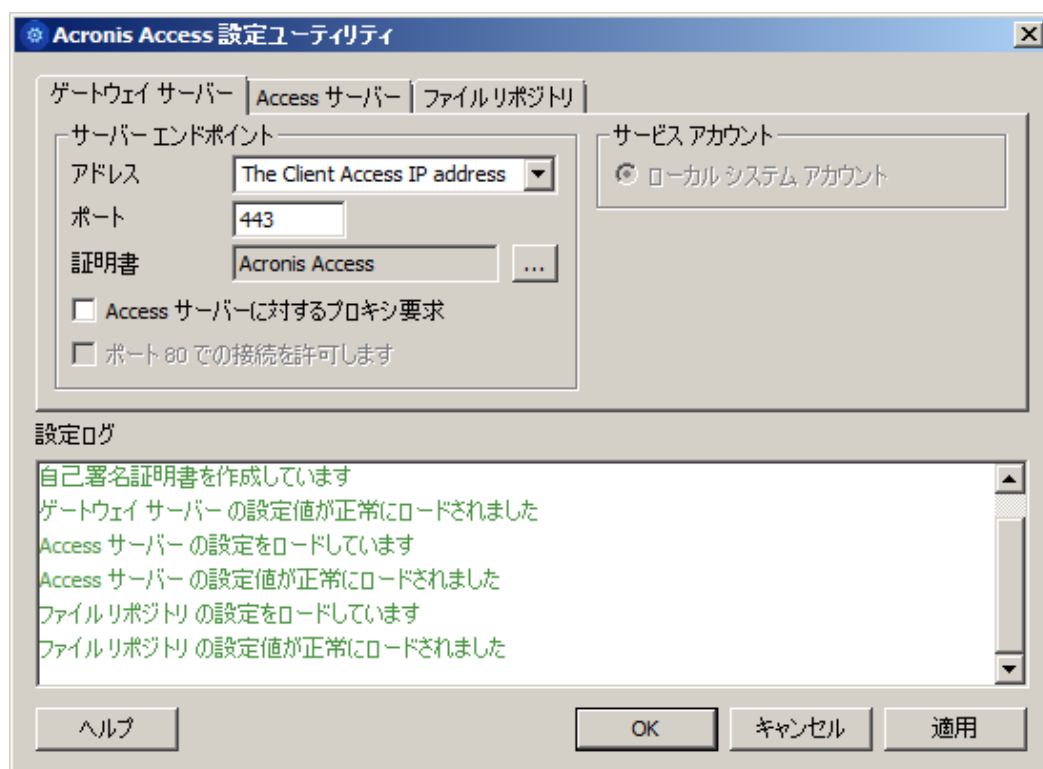 Acronis Access 設定ユーティリティ
ゲートウェイ サーバー
Access サーバー
ファイル リポジトリ
サーバー エンドポイント
アドレス
The Client Access IP address
ポート
443
証明書
Acronis Access
...
Access サーバーに対するプロキシ要求
ポート 80 での接続を許可します
サービス アカウント
ローカル システム アカウント
設定ログ
自己署名証明書を作成しています
ゲートウェイ サーバー の設定値が正常にロードされました
Access サーバー の設定をロードしています
Access サーバー の設定値が正常にロードされました
ファイル リポジトリ の設定をロードしています
ファイル リポジトリ の設定値が正常にロードされました
ヘルプ
OK
キャンセル
適用